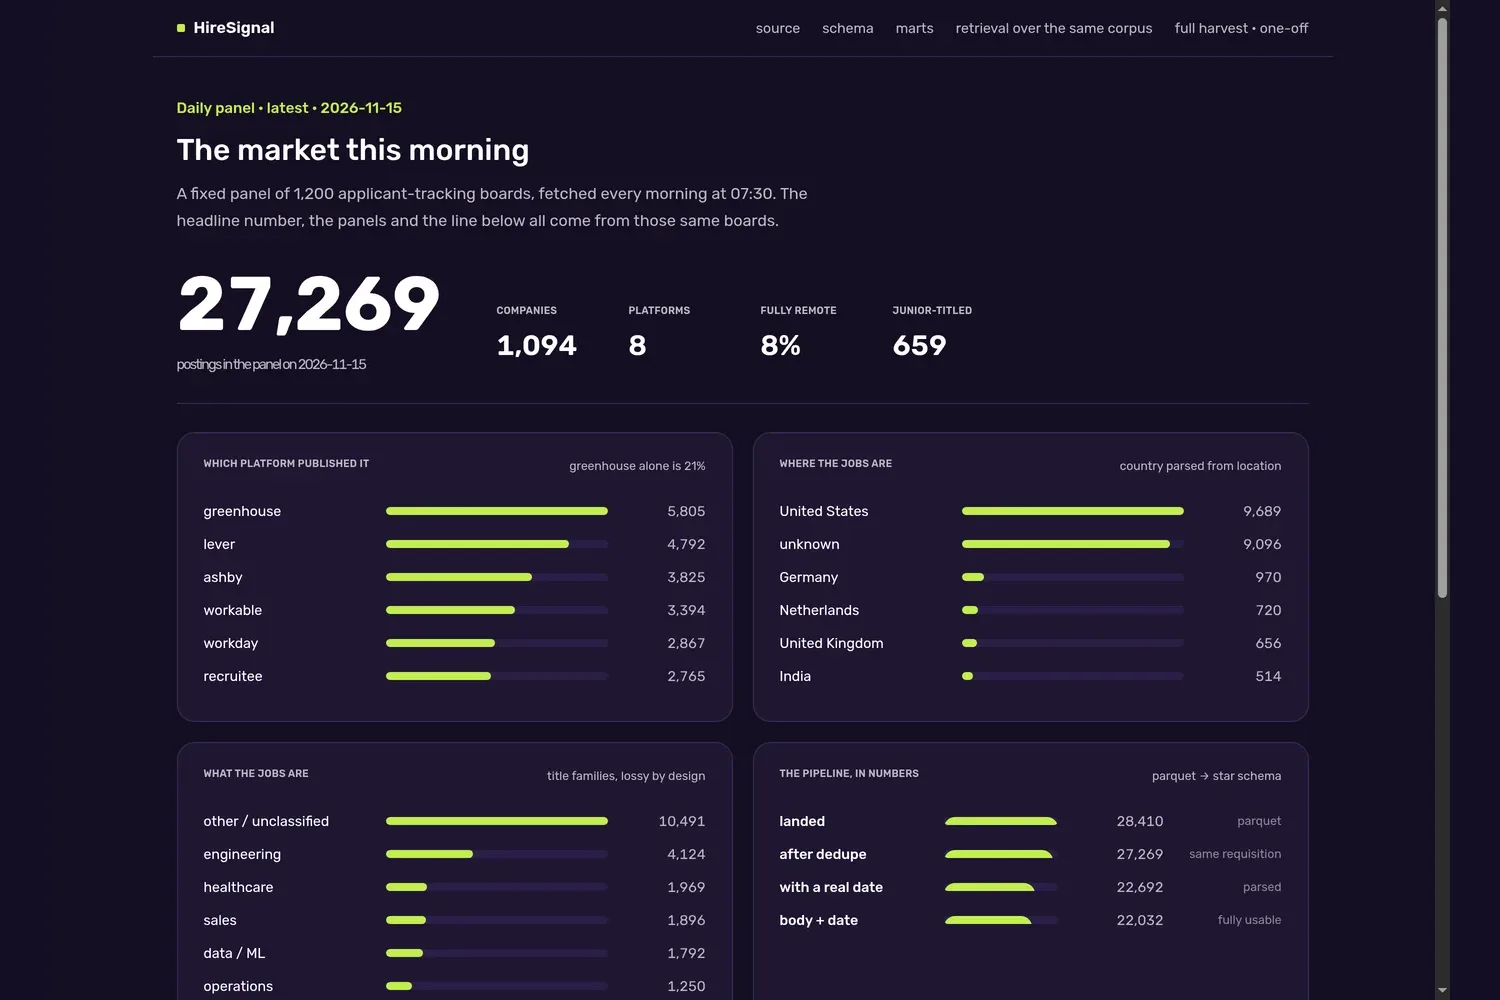 HireSignal
source schema marts retrieval over the same corpus full harvest • one-off
Daily panel • latest • 2026-11-15
The market this morning
A fixed panel of 1,200 applicant-tracking boards, fetched every morning at 07:30. The
headline number, the panels and the line below all come from those same boards.
27,269
postings in the panel on 2026-11-15
COMPANIES
1,094
PLATFORMS
8
FULLY REMOTE
8%
JUNIOR-TITLED
659
WHICH PLATFORM PUBLISHED IT greenhouse alone is 21%
greenhouse 5,805
lever 4,792
ashby 3,825
workable 3,394
workday 2,867
recruitee 2,765
WHERE THE JOBS ARE country parsed from location
United States 9,689
unknown 9,096
Germany 970
Netherlands 720
United Kingdom 656
India 514
WHAT THE JOBS ARE title families, lossy by design
other / unclassified 10,491
engineering 4,124
healthcare 1,969
sales 1,896
data / ML 1,792
operations 1,250
THE PIPELINE, IN NUMBERS parquet → star schema
landed 28,410 parquet
after dedupe 27,269 same requisition
with a real date 22,692 parsed
body + date 22,032 fully usable